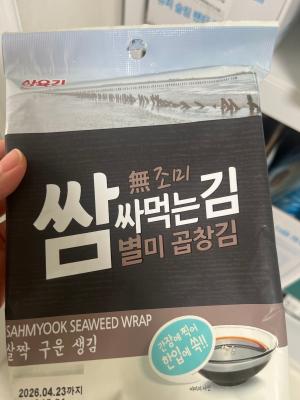 삼육김
無 조미
쌈 싸먹는김
별미 곱창김
SAHMYOOK SEAWEED WRAP
살짝 구운 생김
간장에 찍어
한입에 쏙!!
2026.04.23까지